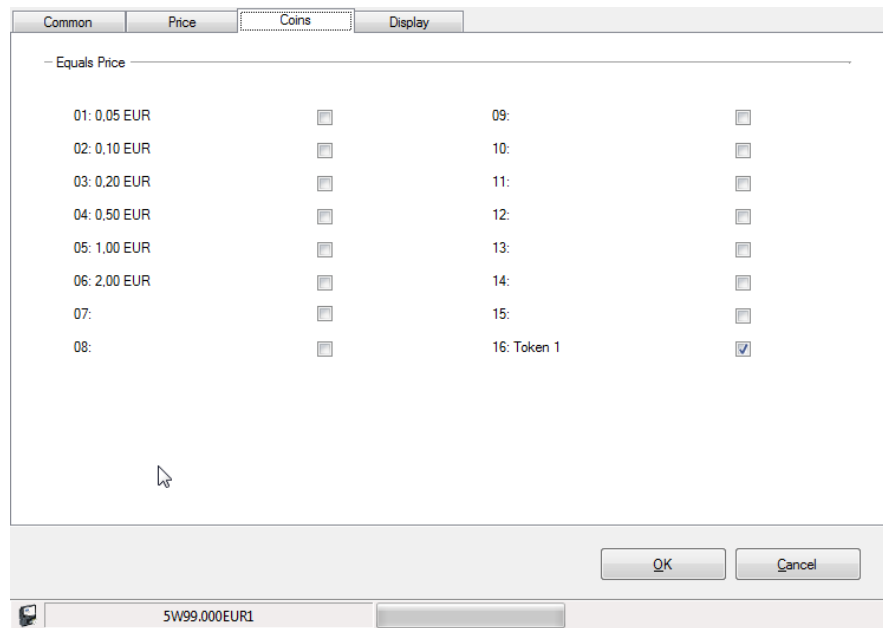 Common Price Coins Display
Equals Price
01: 0,05 EUR 09:
02: 0,10 EUR 10:
03: 0,20 EUR 11:
04: 0,50 EUR 12:
05: 1,00 EUR 13:
06: 2,00 EUR 14:
07: 15:
08: 16: Token 1
OK Cancel
5W99.000EUR1